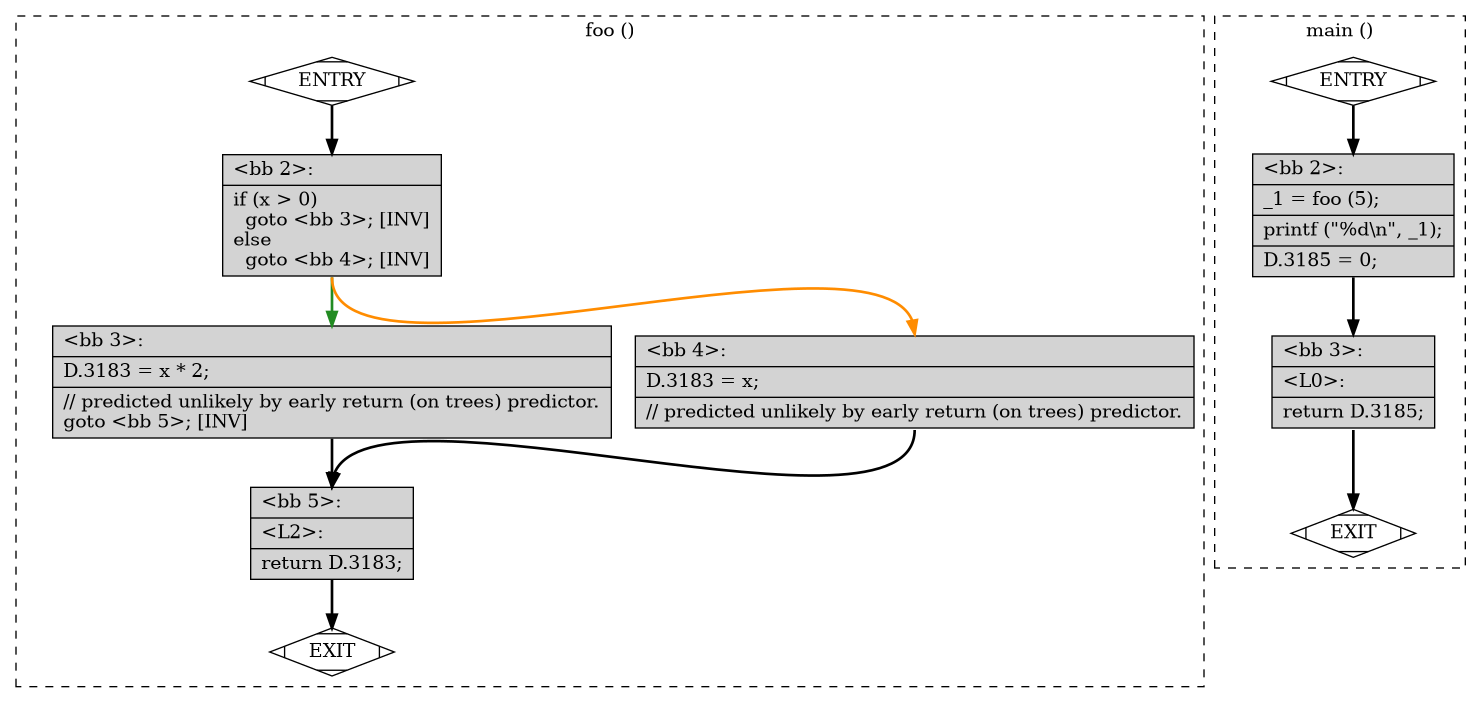 foo ()
ENTRY
<bb 2>:
if (x > 0)
  goto <bb 3>; [INV]
else
  goto <bb 4>; [INV]
<bb 3>:
D.3183 = x * 2;
// predicted unlikely by early return (on trees) predictor.
goto <bb 5>; [INV]
<bb 4>:
D.3183 = x;
// predicted unlikely by early return (on trees) predictor.
<bb 5>:
<L2>:
return D.3183;
EXIT
main ()
ENTRY
<bb 2>:
_1 = foo (5);
printf ("%d\n", _1);
D.3185 = 0;
<bb 3>:
<L0>:
return D.3185;
EXIT